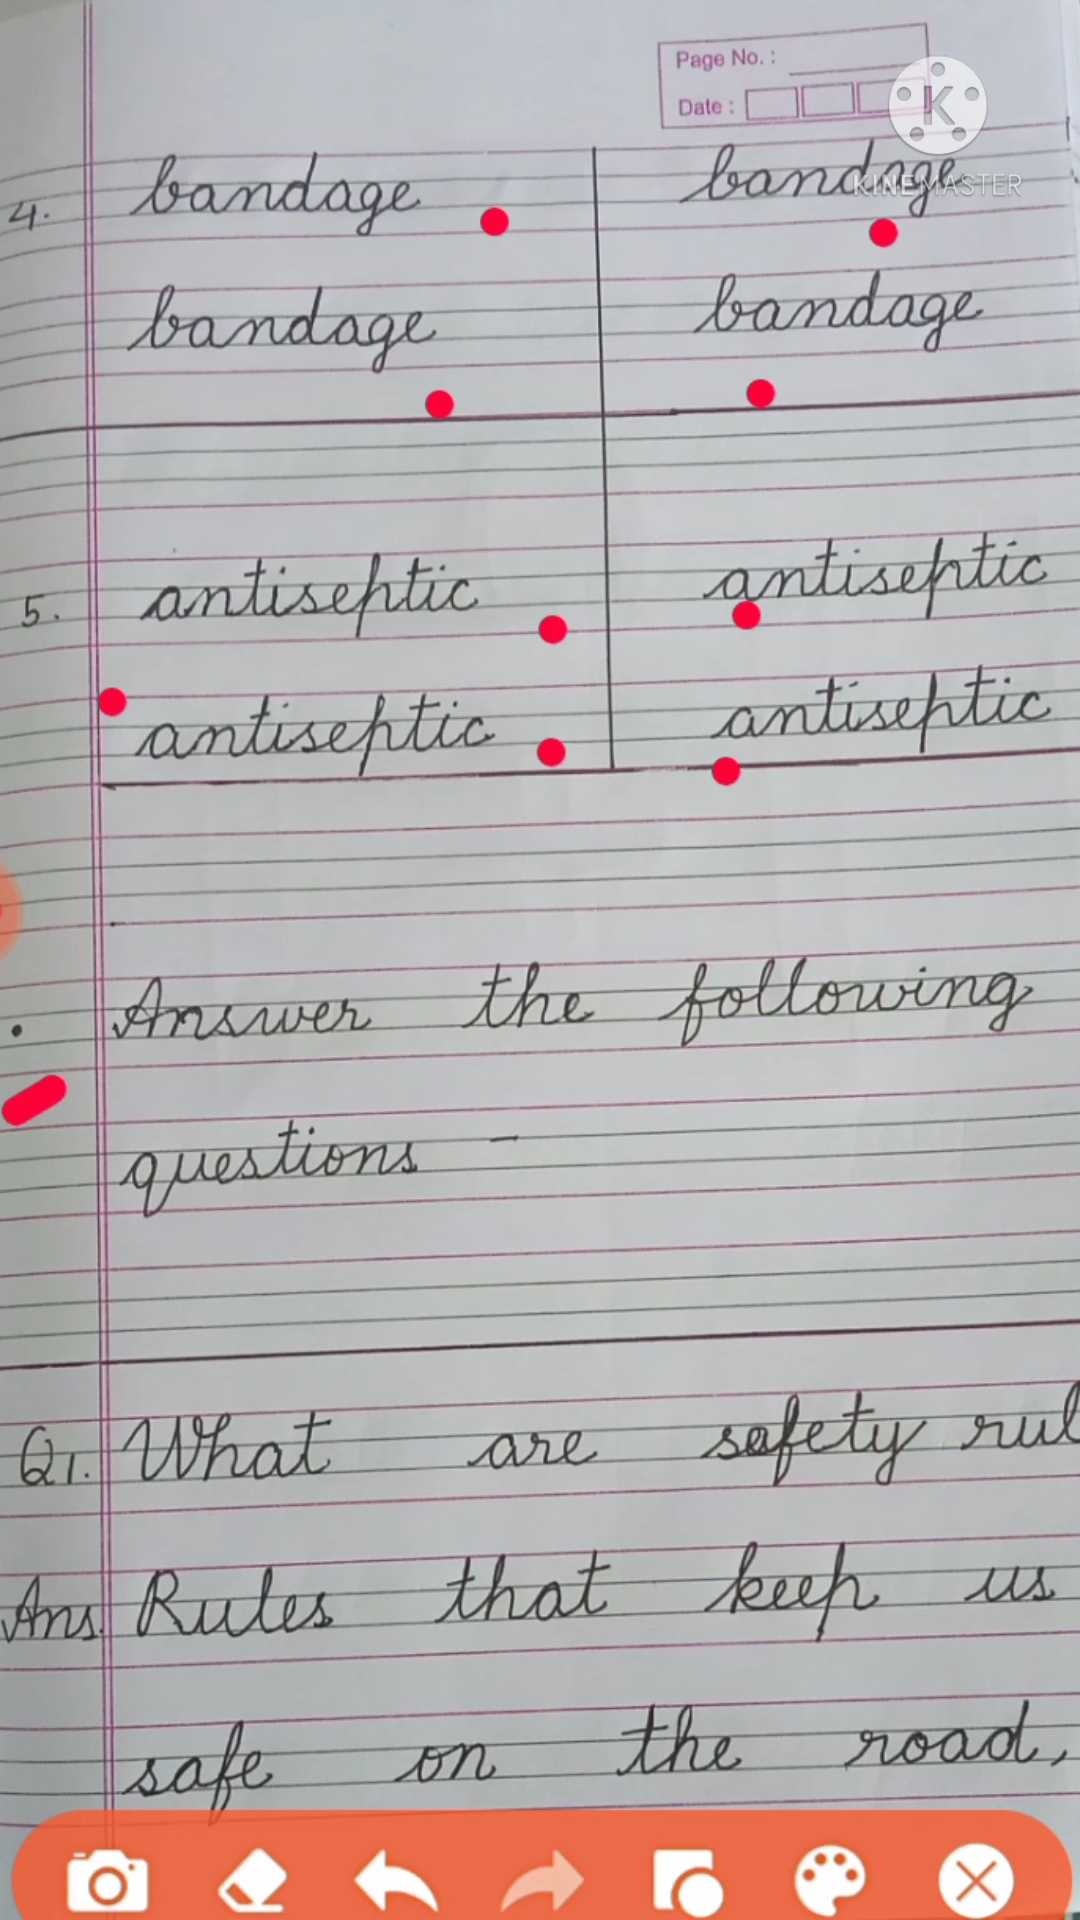 Page No. :
Date :
K
KINEMASTER
4. bandage bandage
bandage bandage
5. antiseptic antiseptic
antiseptic antiseptic
Answer the following
questions -
Q1. What are safety rul
Ans. Rules that keep us
safe on the road,